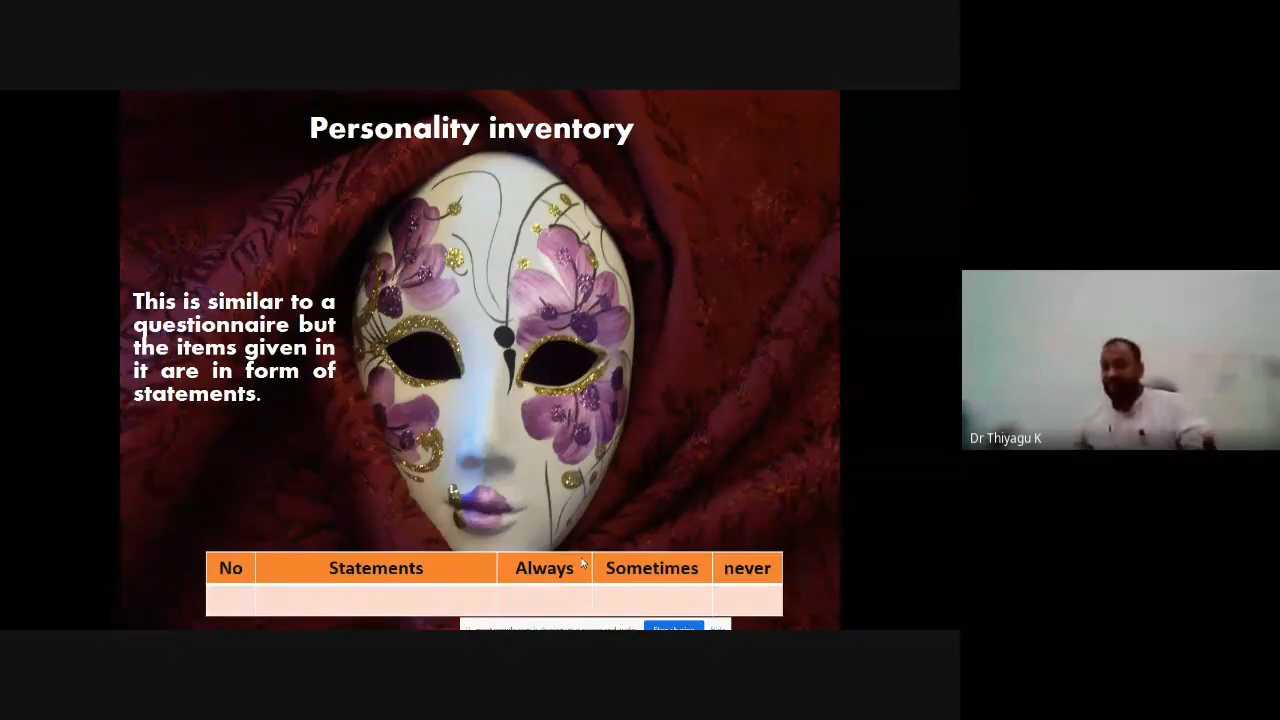 Personality inventory
This is similar to a
questionnaire but
the items given in
it are in form of
statements.
No Statements Always Sometimes never
Dr Thiyagu K